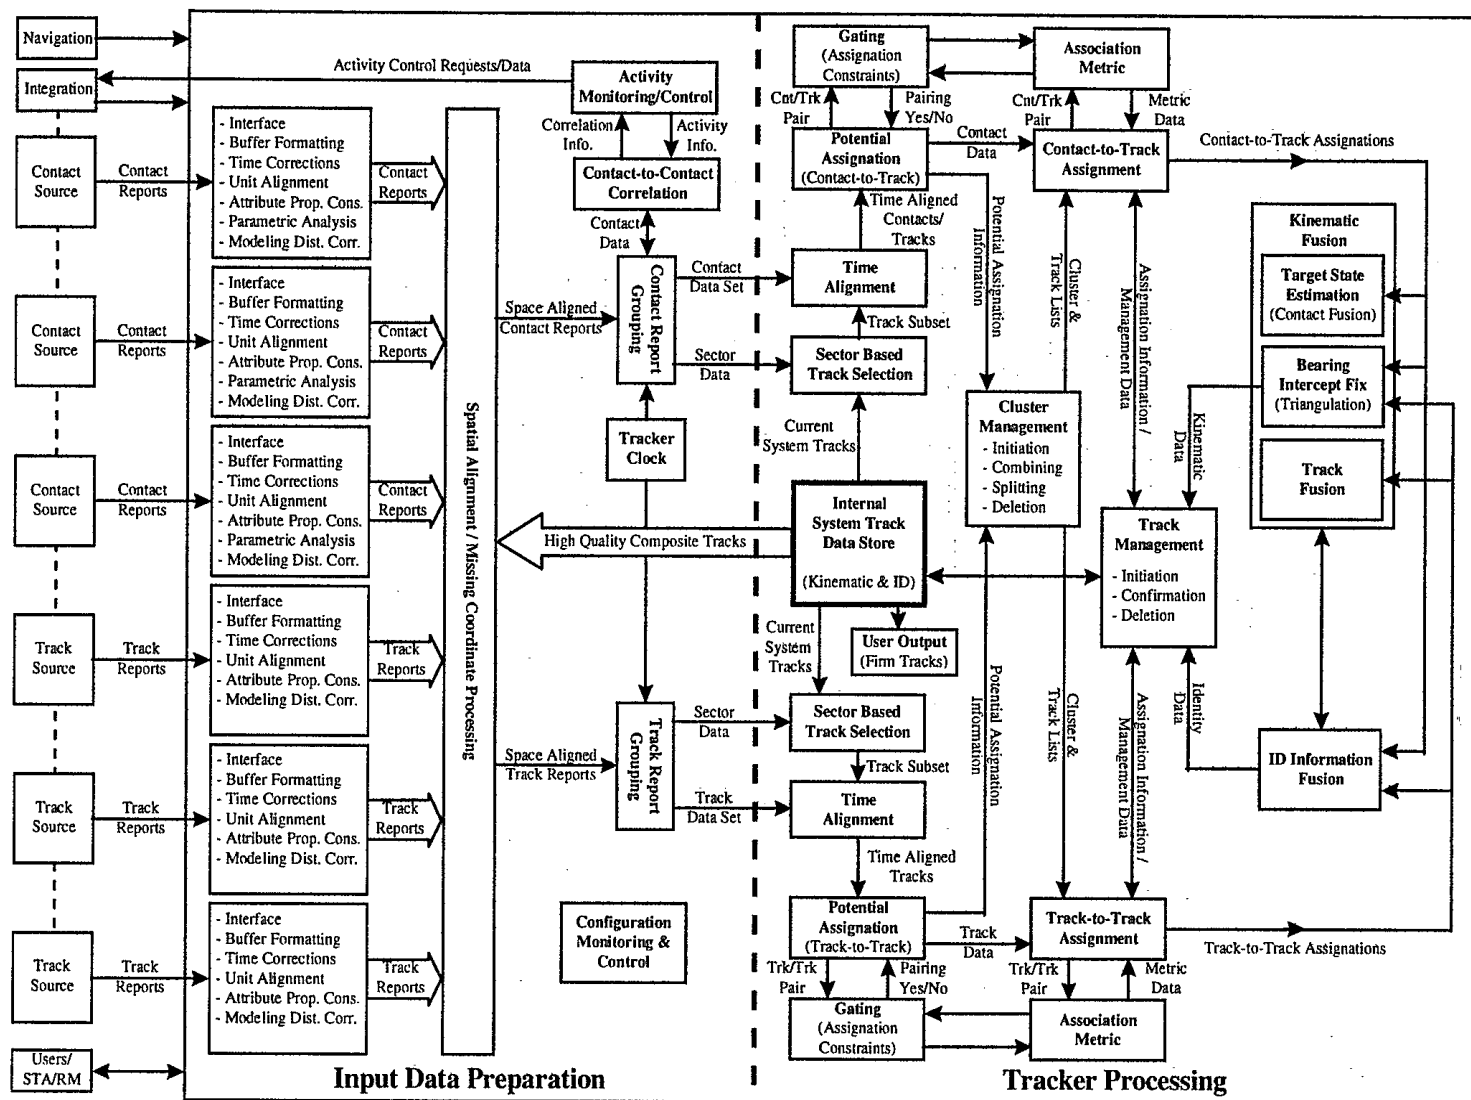 Navigation
Integration
Contact
Source
Contact
Source
Contact
Source
Track
Source
Track
Source
Track
Source
Users/
STA/RM
Contact
Reports
Contact
Reports
Contact
Reports
Track
Reports
Track
Reports
Track
Reports
Activity Control Requests/Data
- Interface
- Buffer Formatting
- Time Corrections
- Unit Alignment
- Attribute Prop. Cons.
- Parametric Analysis
- Modeling Dist. Corr.
- Interface
- Buffer Formatting
- Time Corrections
- Unit Alignment
- Attribute Prop. Cons.
- Parametric Analysis
- Modeling Dist. Corr.
- Interface
- Buffer Formatting
- Time Corrections
- Unit Alignment
- Attribute Prop. Cons.
- Parametric Analysis
- Modeling Dist. Corr.
- Interface
- Buffer Formatting
- Time Corrections
- Unit Alignment
- Attribute Prop. Cons.
- Modeling Dist. Corr.
- Interface
- Buffer Formatting
- Time Corrections
- Unit Alignment
- Attribute Prop. Cons.
- Modeling Dist. Corr.
- Interface
- Buffer Formatting
- Time Corrections
- Unit Alignment
- Attribute Prop. Cons.
- Modeling Dist. Corr.
Contact
Reports
Contact
Reports
Contact
Reports
Track
Reports
Track
Reports
Track
Reports
Spatial Alignment / Missing Coordinate Processing
Activity
Monitoring/Control
Correlation
Info.
Activity
Info.
Contact-to-Contact
Correlation
Contact
Data
Space Aligned
Contact Reports
Contact Report
Grouping
Contact
Data Set
Sector
Data
Tracker
Clock
High Quality Composite Tracks
Space Aligned
Track Reports
Track Report
Grouping
Sector
Data
Track
Data Set
Configuration
Monitoring &
Control
Input Data Preparation
Gating
(Assignation
Constraints)
Association
Metric
Cnt/Trk
Pair
Pairing
Yes/No
Cnt/Trk
Pair
Metric
Data
Potential
Assignation
(Contact-to-Track)
Contact
Data
Contact-to-Track
Assignment
Contact-to-Track Assignations
Time Aligned
Contacts/
Tracks
Time
Alignment
Track Subset
Sector Based
Track Selection
Current
System Tracks
Potential Assignation
Information
Cluster &
Track Lists
Assignation Information /
Management Data
Kinematic
Fusion
Target State
Estimation
(Contact Fusion)
Bearing
Intercept Fix
(Triangulation)
Track
Fusion
Kinematic
Data
Cluster
Management
- Initiation
- Combining
- Splitting
- Deletion
Internal
System Track
Data Store
(Kinematic & ID)
Track
Management
- Initiation
- Confirmation
- Deletion
Current
System
Tracks
User Output
(Firm Tracks)
Potential Assignation
Information
Cluster &
Track Lists
Assignation Information /
Management Data
Identity
Data
ID Information
Fusion
Sector Based
Track Selection
Track Subset
Time
Alignment
Time Aligned
Tracks
Potential
Assignation
(Track-to-Track)
Track
Data
Track-to-Track
Assignment
Track-to-Track Assignations
Trk/Trk
Pair
Pairing
Yes/No
Trk/Trk
Pair
Metric
Data
Gating
(Assignation
Constraints)
Association
Metric
Tracker Processing